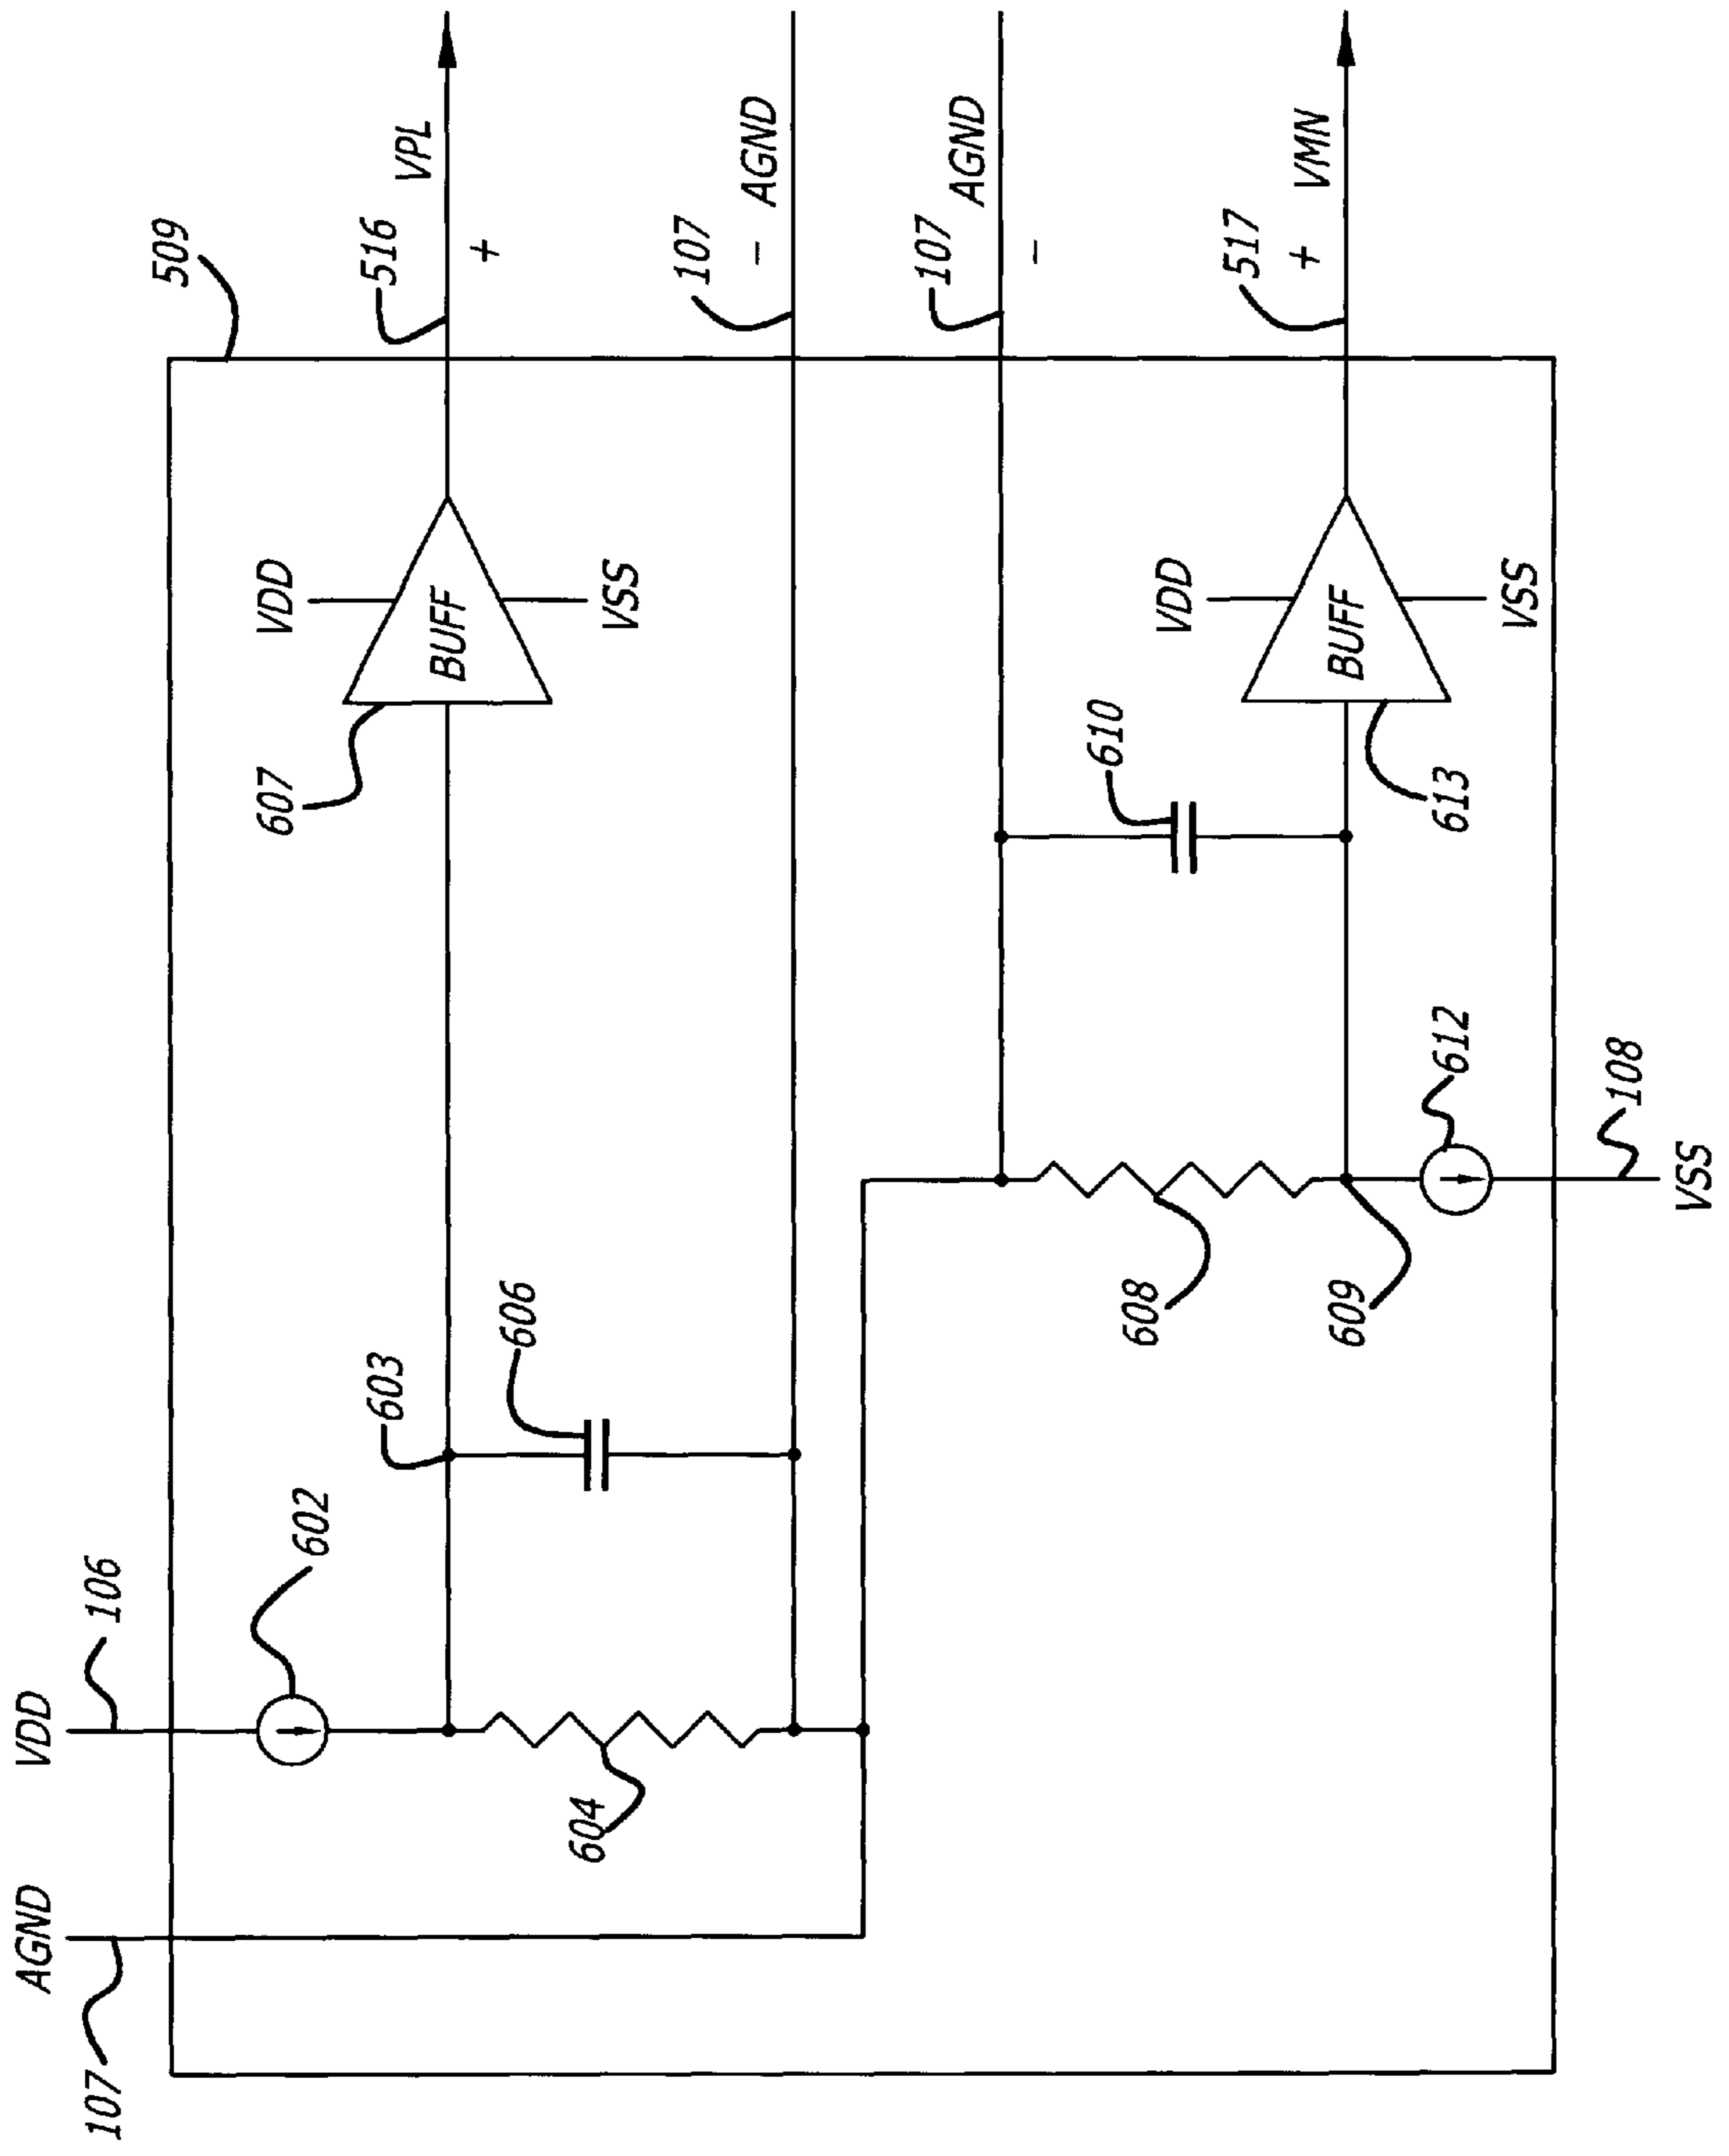 AGND
VDD
107
106
509
607
VDD
602
603
516
VPL
BUFF
+
606
604
VSS
107
- AGND
107
AGND
-
610
608
VDD
517
+ VMN
609
BUFF
612
613
VSS
108
VSS